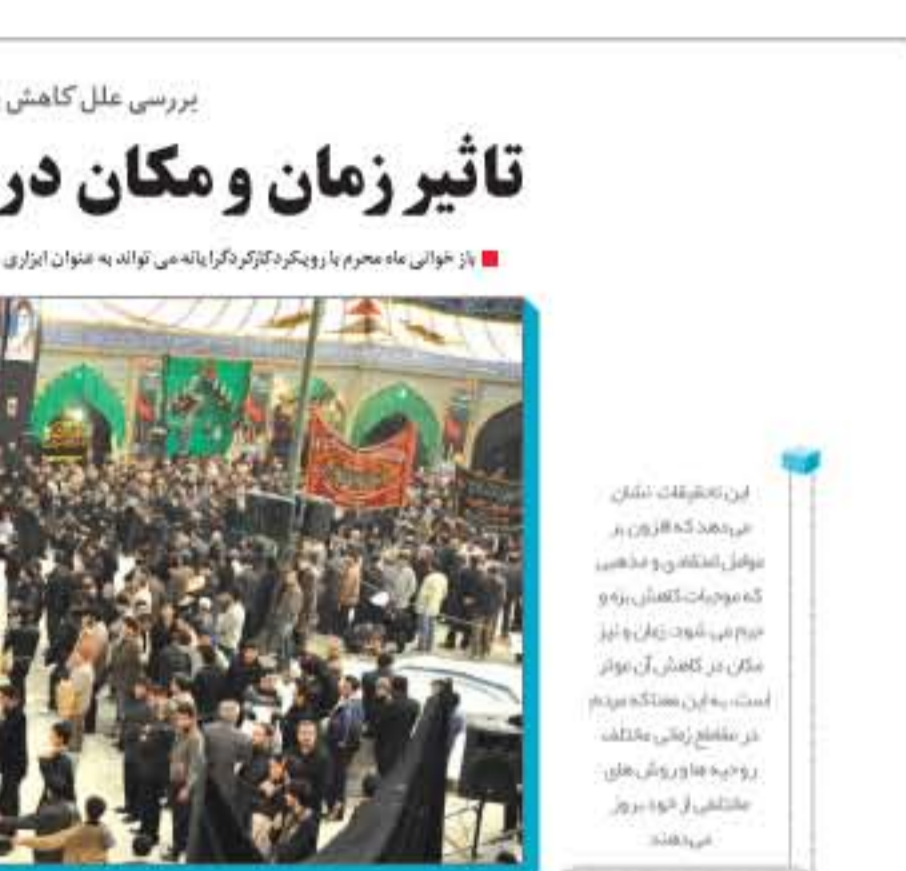 بررسی علل کاهش
تاثیر زمان و مکان در
باز خوانی ماه محرم با رویکرد کارکردگرایانه می تواند به عنوان ابزاری
این تحقیقات نشان
می‌دهد که افزون بر
عوامل اعتقادی و مذهبی
که موجبات کاهش بزه و
جرم می شود، زمان و نیز
مکان در کاهش آن موثر
است، به این معنا که مردم
در مقاطع زمانی مختلف
روحیه ها و روش های
مختلفی از خود بروز
می‌دهند